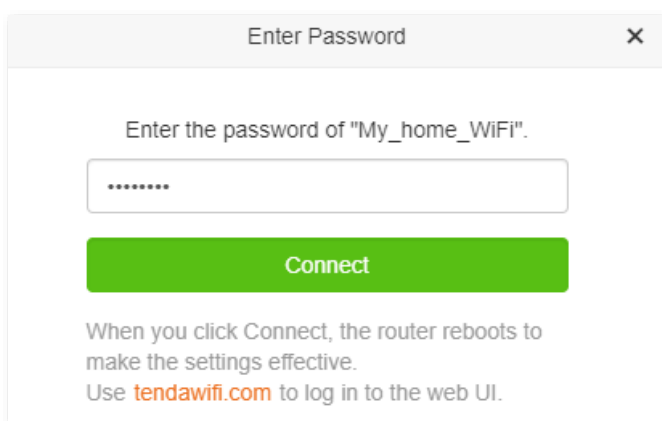 Enter Password ×
Enter the password of "My_home_WiFi".
••••••••
Connect
When you click Connect, the router reboots to
make the settings effective.
Use tendawifi.com to log in to the web UI.